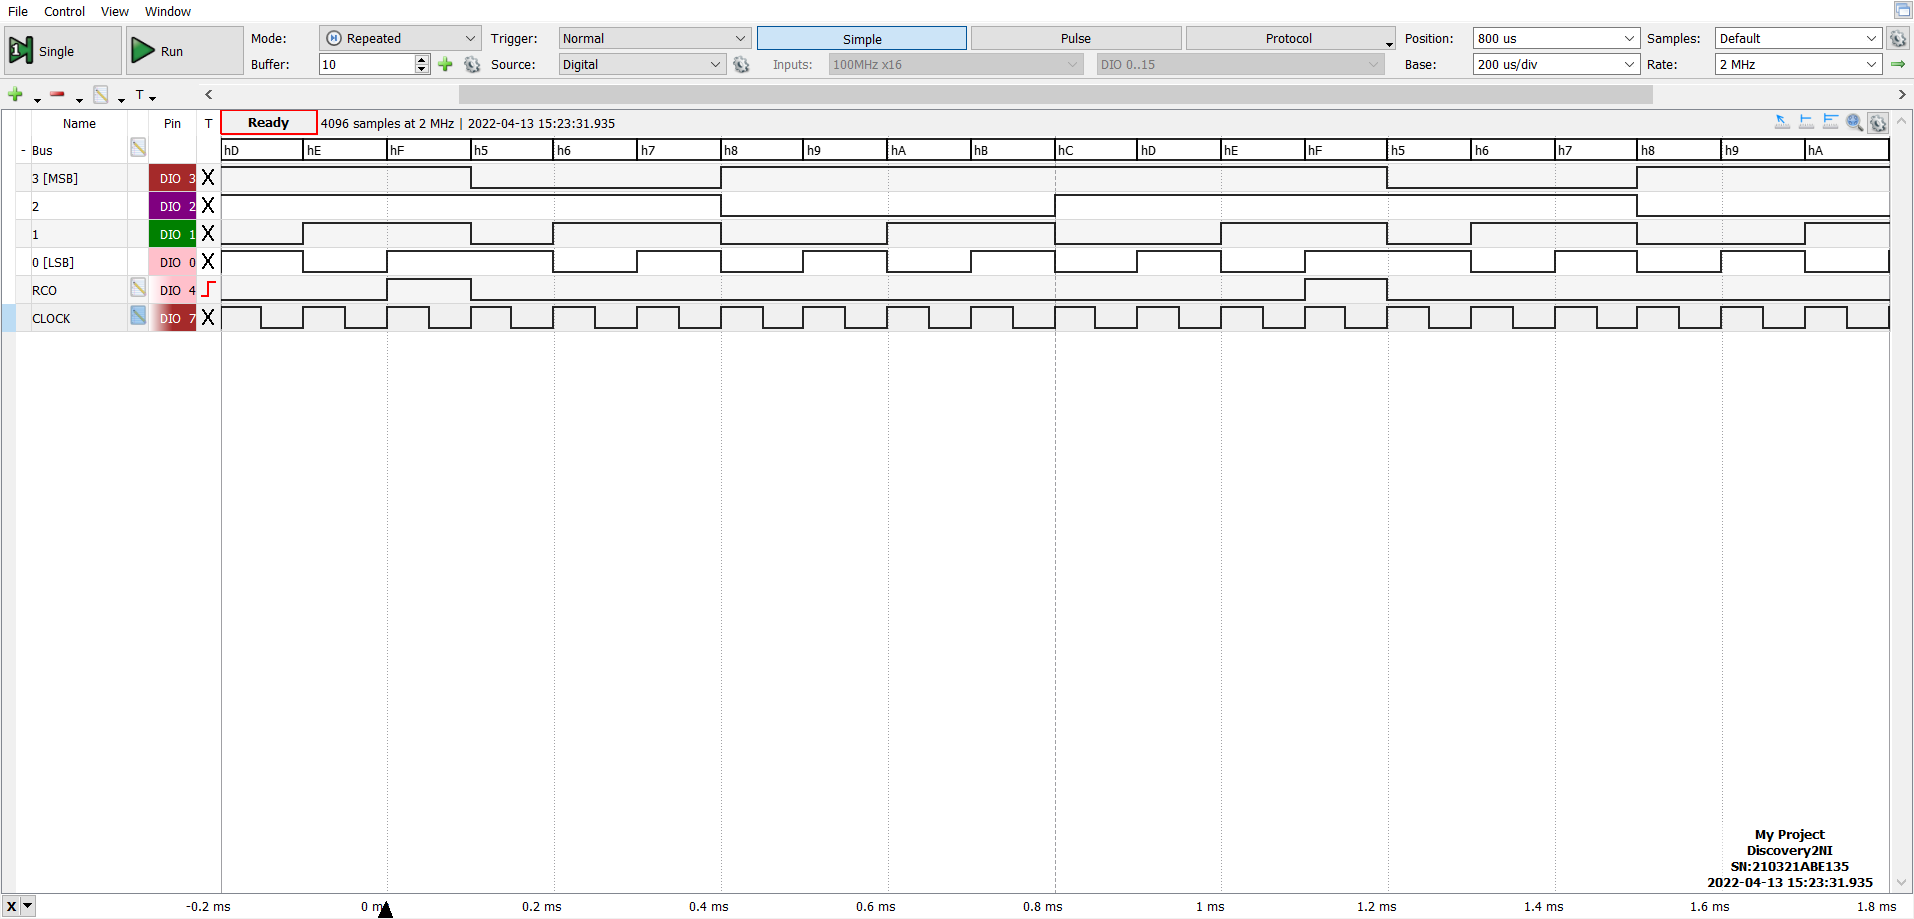 File Control View Window
Single Run Mode: Repeated Trigger: Normal Simple Pulse Protocol Position: 800 us Samples: Default
Buffer: 10 Source: Digital Inputs: 100MHz x16 DIO 0..15 Base: 200 us/div Rate: 2 MHz
T
Name Pin T Ready 4096 samples at 2 MHz | 2022-04-13 15:23:31.935
- Bus hD hE hF h5 h6 h7 h8 h9 hA hB hC hD hE hF h5 h6 h7 h8 h9 hA
3 [MSB] DIO 3 X
2 DIO 2 X
1 DIO 1 X
0 [LSB] DIO 0 X
RCO DIO 4
CLOCK DIO 7 X
My Project
Discovery2NI
SN:210321ABE135
2022-04-13 15:23:31.935
X -0.2 ms 0 ms 0.2 ms 0.4 ms 0.6 ms 0.8 ms 1 ms 1.2 ms 1.4 ms 1.6 ms 1.8 ms